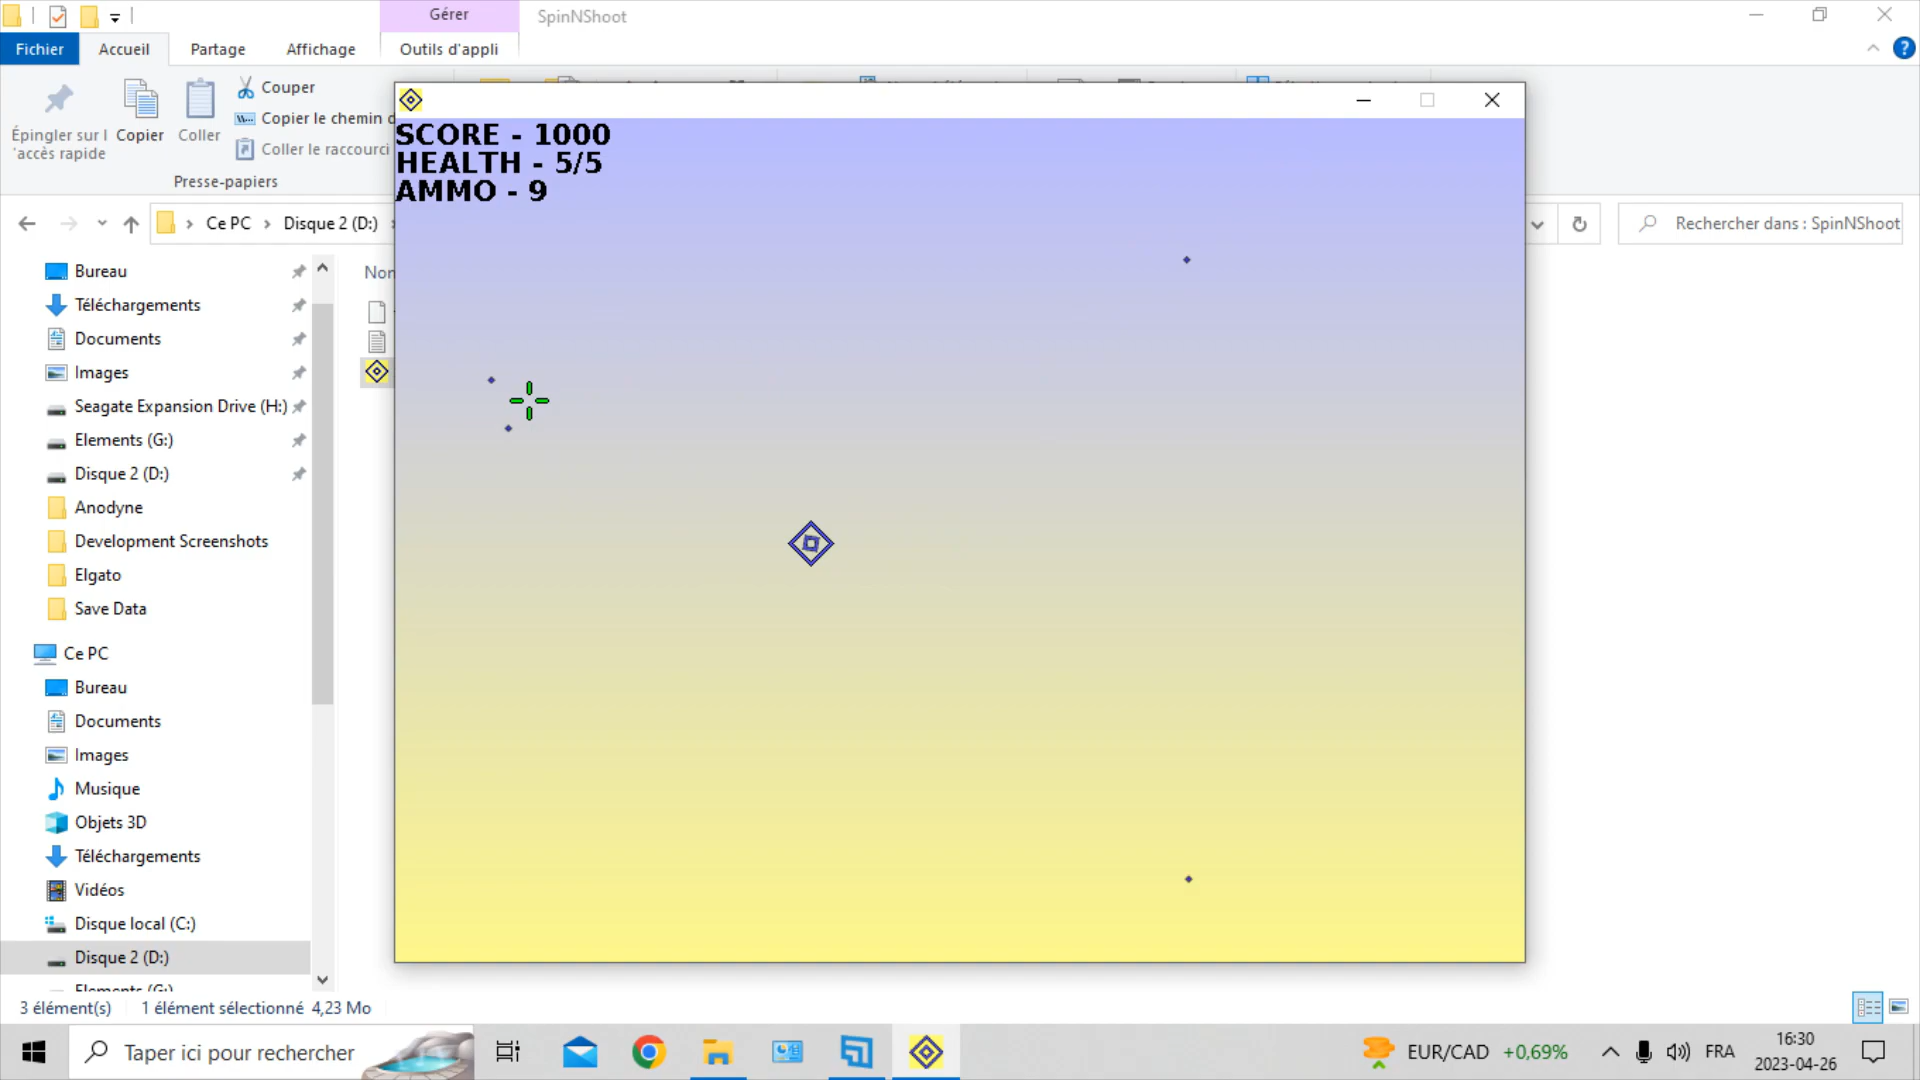 Gérer
SpinNShoot
Fichier
Accueil
Partage
Affichage
Outils d'appli
Couper
Copier le chemin d
Coller le raccourci
Épingler sur l
'accès rapide
Copier
Coller
Presse-papiers
SCORE - 1000
HEALTH - 5/5
AMMO - 9
Ce PC
Disque 2 (D:)
Rechercher dans : SpinNShoot
Non
Bureau
Téléchargements
Documents
Images
Seagate Expansion Drive (H:)
Elements (G:)
Disque 2 (D:)
Anodyne
Development Screenshots
Elgato
Save Data
Ce PC
Bureau
Documents
Images
Musique
Objets 3D
Téléchargements
Vidéos
Disque local (C:)
Disque 2 (D:)
Elements (G:)
3 élément(s)
1 élément sélectionné 4,23 Mo
Taper ici pour rechercher
EUR/CAD +0,69%
FRA
16:30
2023-04-26